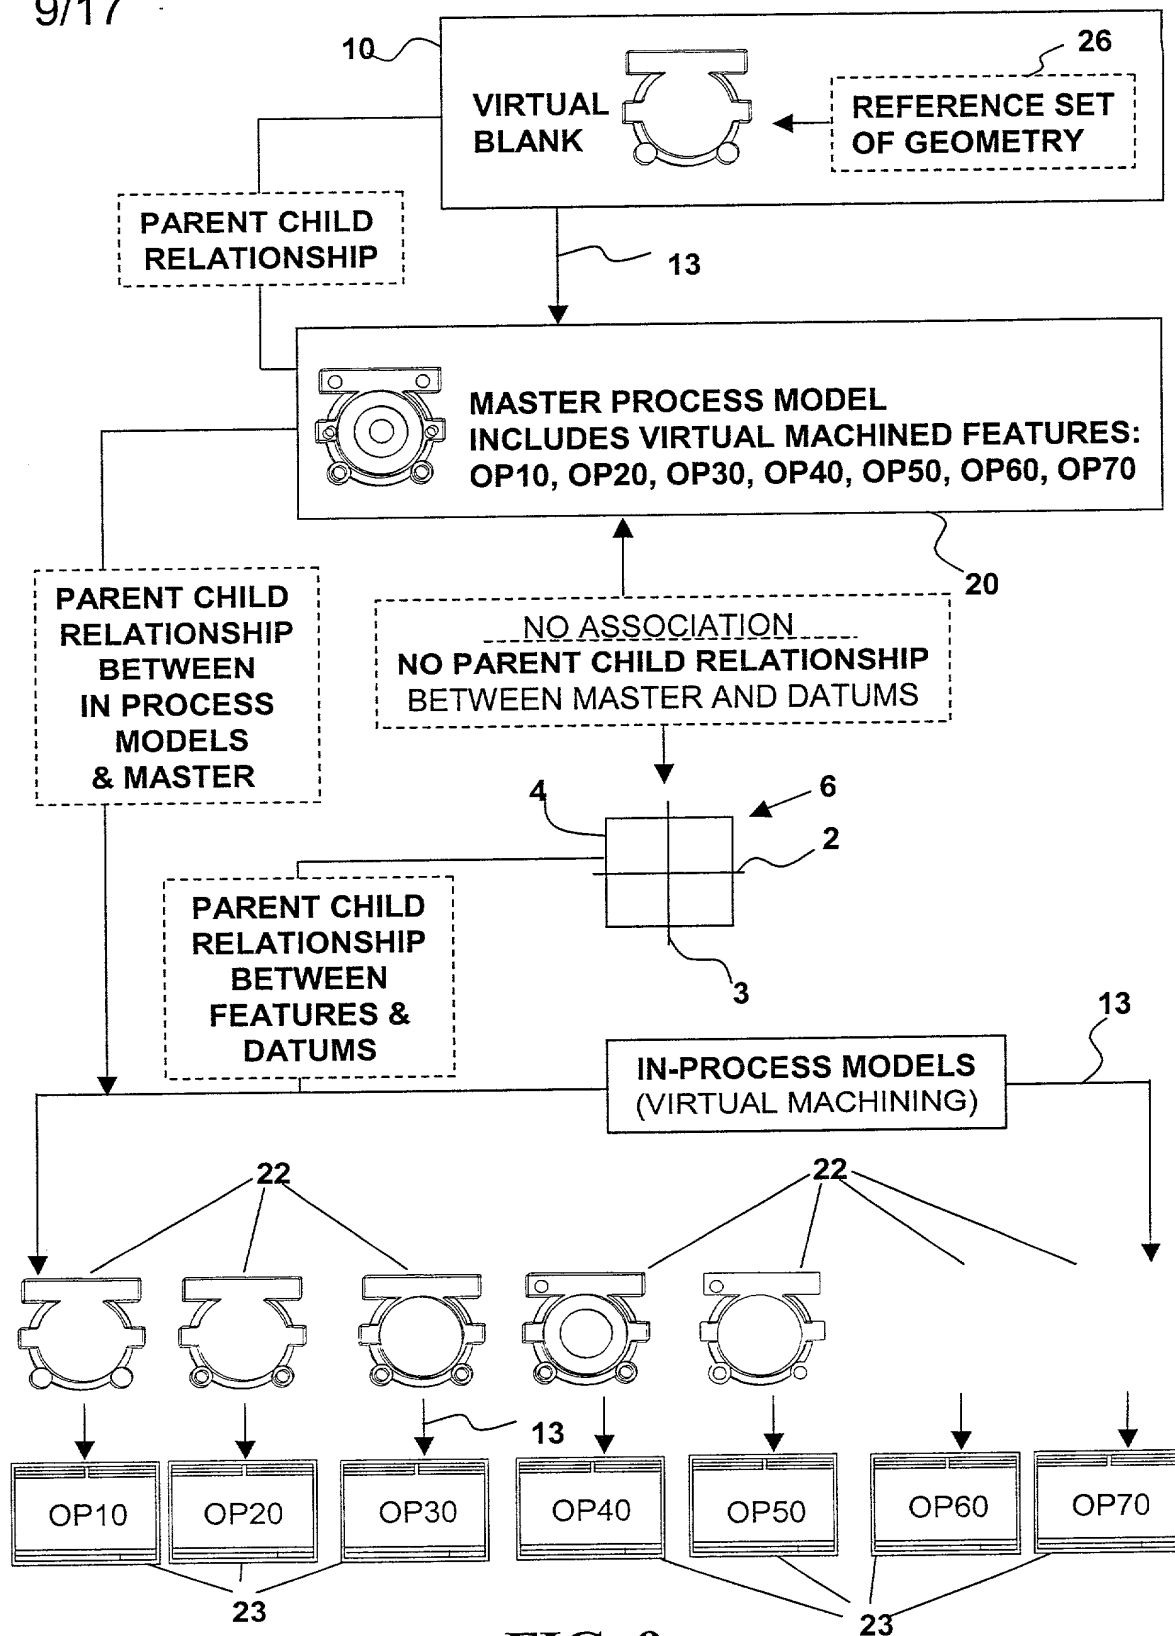 9/17
10
26
VIRTUAL
BLANK
REFERENCE SET
OF GEOMETRY
PARENT CHILD
RELATIONSHIP
13
MASTER PROCESS MODEL
INCLUDES VIRTUAL MACHINED FEATURES:
OP10, OP20, OP30, OP40, OP50, OP60, OP70
20
PARENT CHILD
RELATIONSHIP
BETWEEN
IN PROCESS
MODELS
& MASTER
NO ASSOCIATION
NO PARENT CHILD RELATIONSHIP
BETWEEN MASTER AND DATUMS
4
6
2
3
PARENT CHILD
RELATIONSHIP
BETWEEN
FEATURES &
DATUMS
13
IN-PROCESS MODELS
(VIRTUAL MACHINING)
22
22
13
OP10
OP20
OP30
OP40
OP50
OP60
OP70
23
23